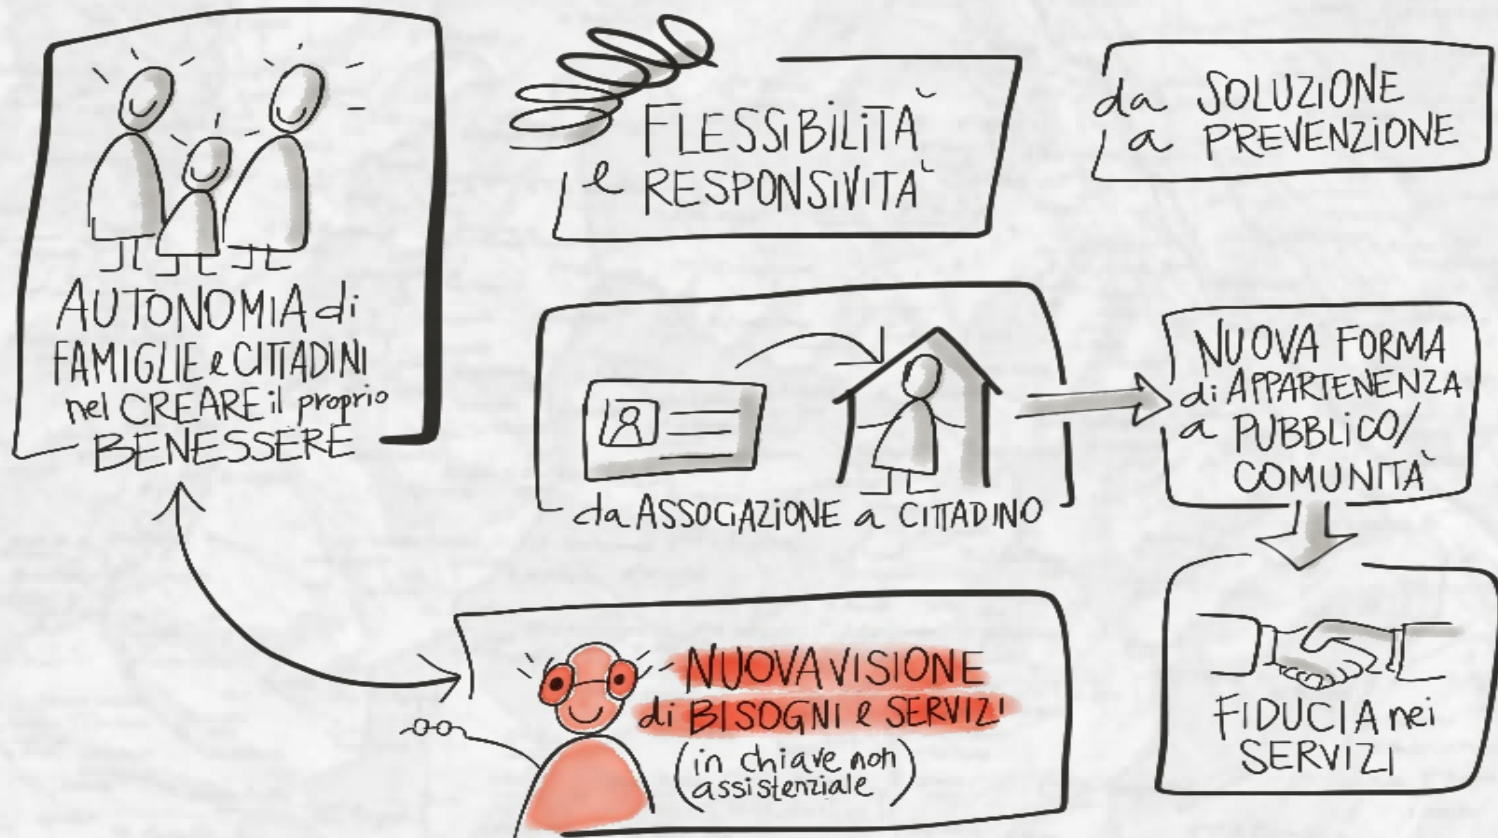 AUTONOMIA di
FAMIGLIE e CITTADINI
nel CREARE il proprio
BENESSERE
FLESSIBILITÀ
e RESPONSIVITÀ
da SOLUZIONE
a PREVENZIONE
da ASSOCIAZIONE a CITTADINO
NUOVA FORMA
di APPARTENENZA
a PUBBLICO/
COMUNITÀ
NUOVA VISIONE
di BISOGNI e SERVIZI
(in chiave non
assistenziale)
FIDUCIA nei
SERVIZI